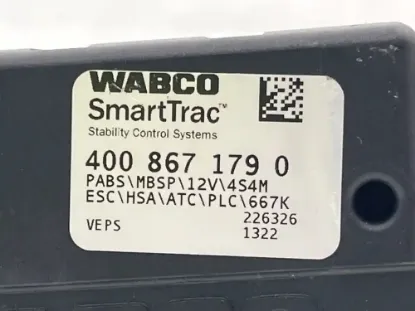 WABCO
SmartTrac™
Stability Control Systems
400 867 179 0
PABS\MBSP\12V\4S4M
ESC\HSA\ATC\PLC\667K
226326
VEPS 1322